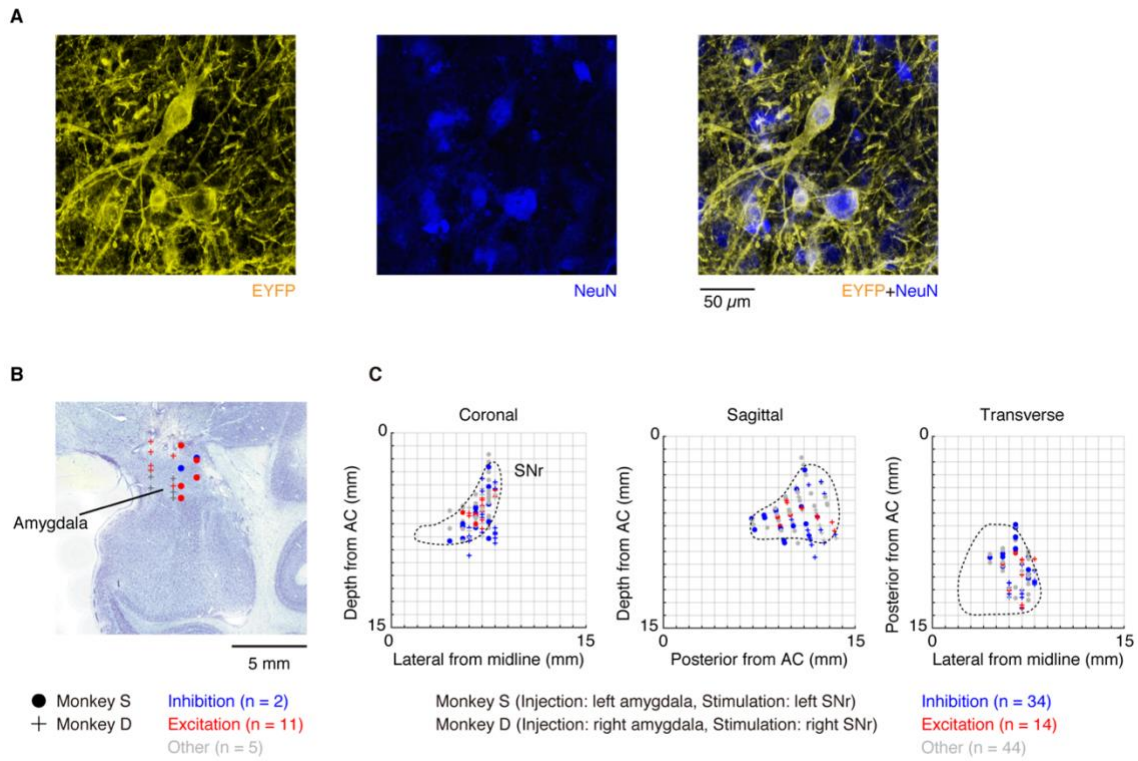 A
EYFP
NeuN
50 µm
EYFP+NeuN
B
Amygdala
5 mm
Monkey S
Monkey D
Inhibition (n = 2)
Excitation (n = 11)
Other (n = 5)
C
Coronal
0
SNr
Depth from AC (mm)
15
0
15
Lateral from midline (mm)
Sagittal
0
Depth from AC (mm)
15
0
15
Posterior from AC (mm)
Transverse
0
Posterior from AC (mm)
15
0
15
Lateral from midline (mm)
Monkey S (Injection: left amygdala, Stimulation: left SNr)
Monkey D (Injection: right amygdala, Stimulation: right SNr)
Inhibition (n = 34)
Excitation (n = 14)
Other (n = 44)